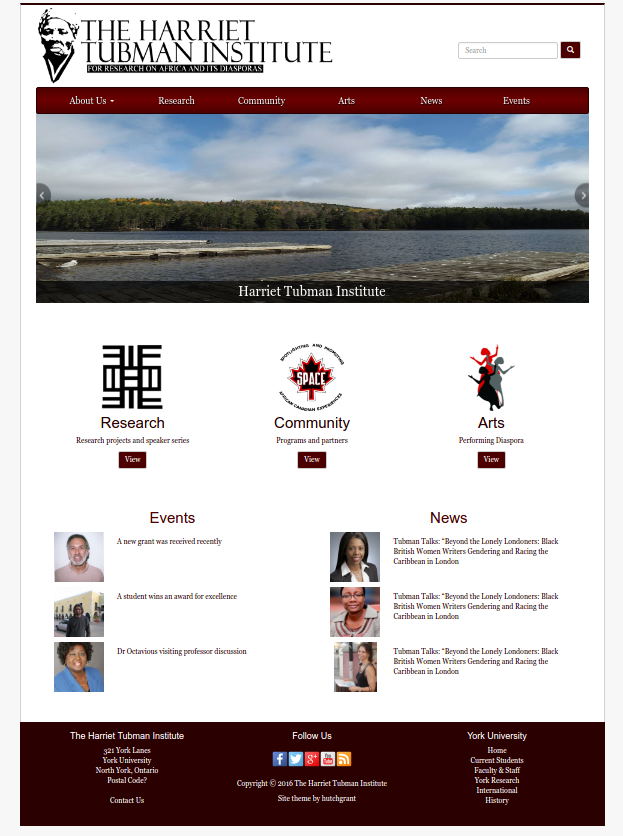 THE HARRIET
TUBMAN INSTITUTE
FOR RESEARCH ON AFRICA AND ITS DIASPORAS
Search
About Us Research Community Arts News Events
Harriet Tubman Institute
SPOTLIGHTING AND PROMOTING
SPACE
AFRICAN CANADIAN EXPERIENCES
Research Community Arts
Research projects and speaker series Programs and partners Performing Diaspora
View View View
Events
A new grant was received recently
A student wins an award for excellence
Dr Octavious visiting professor discussion
News
Tubman Talks: “Beyond the Lonely Londoners: Black
British Women Writers Gendering and Racing the
Caribbean in London
Tubman Talks: “Beyond the Lonely Londoners: Black
British Women Writers Gendering and Racing the
Caribbean in London
Tubman Talks: “Beyond the Lonely Londoners: Black
British Women Writers Gendering and Racing the
Caribbean in London
The Harriet Tubman Institute
321 York Lanes
York University
North York, Ontario
Postal Code?
Contact Us
Follow Us
You Tube
Copyright © 2016 The Harriet Tubman Institute
Site theme by hutchgrant
York University
Home
Current Students
Faculty & Staff
York Research
International
History